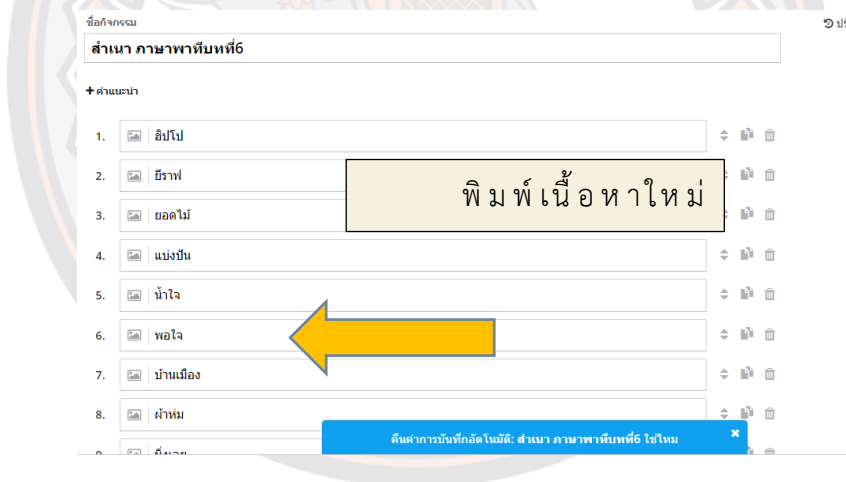 ชื่อกิจกรรม
สำเนา ภาษาพาทีบทที่6
+ คำแนะนำ
1. ฮิปโป
2. ยีราฟ
3. ยอดไม้
พิมพ์เนื้อหาใหม่
4. แบ่งปัน
5. น้ำใจ
6. พอใจ
7. บ้านเมือง
8. ผ้าห่ม
คืนค่าการบันทึกอัตโนมัติ: สำเนา ภาษาพาทีบทที่6 ใช่ไหม